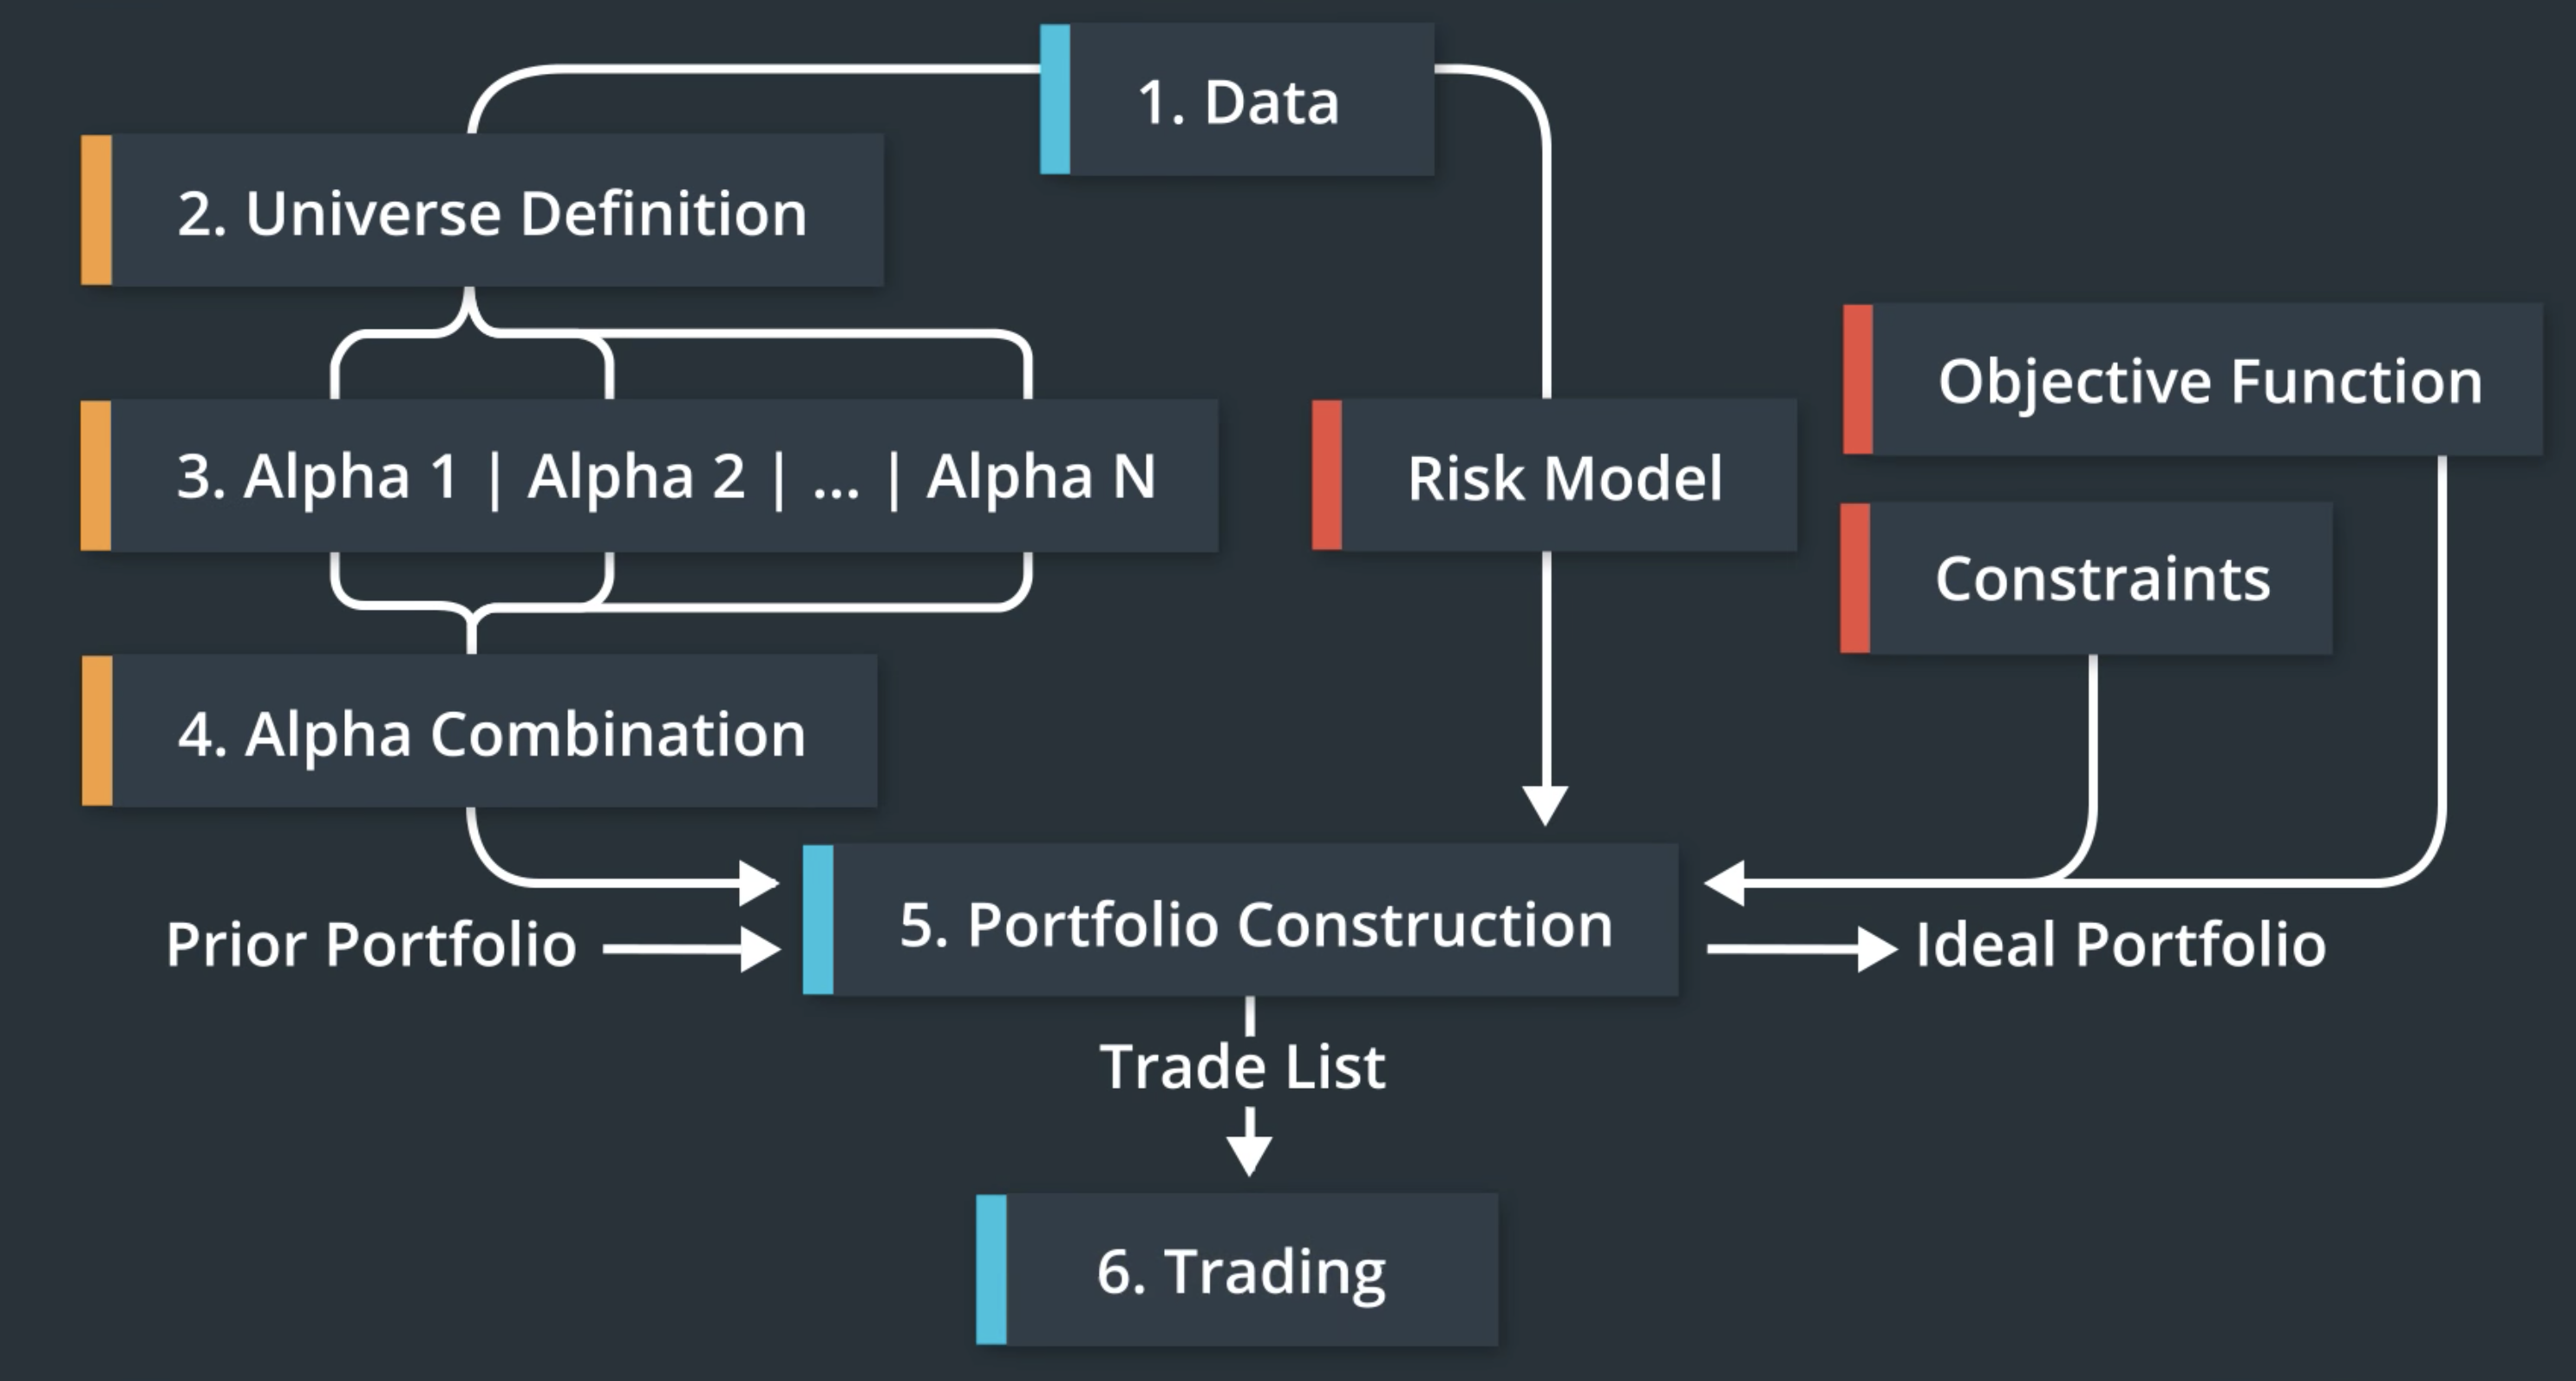 1. Data
2. Universe Definition
Objective Function
3. Alpha 1 | Alpha 2 | ... | Alpha N
Risk Model
Constraints
4. Alpha Combination
5. Portfolio Construction
Prior Portfolio
Ideal Portfolio
Trade List
6. Trading